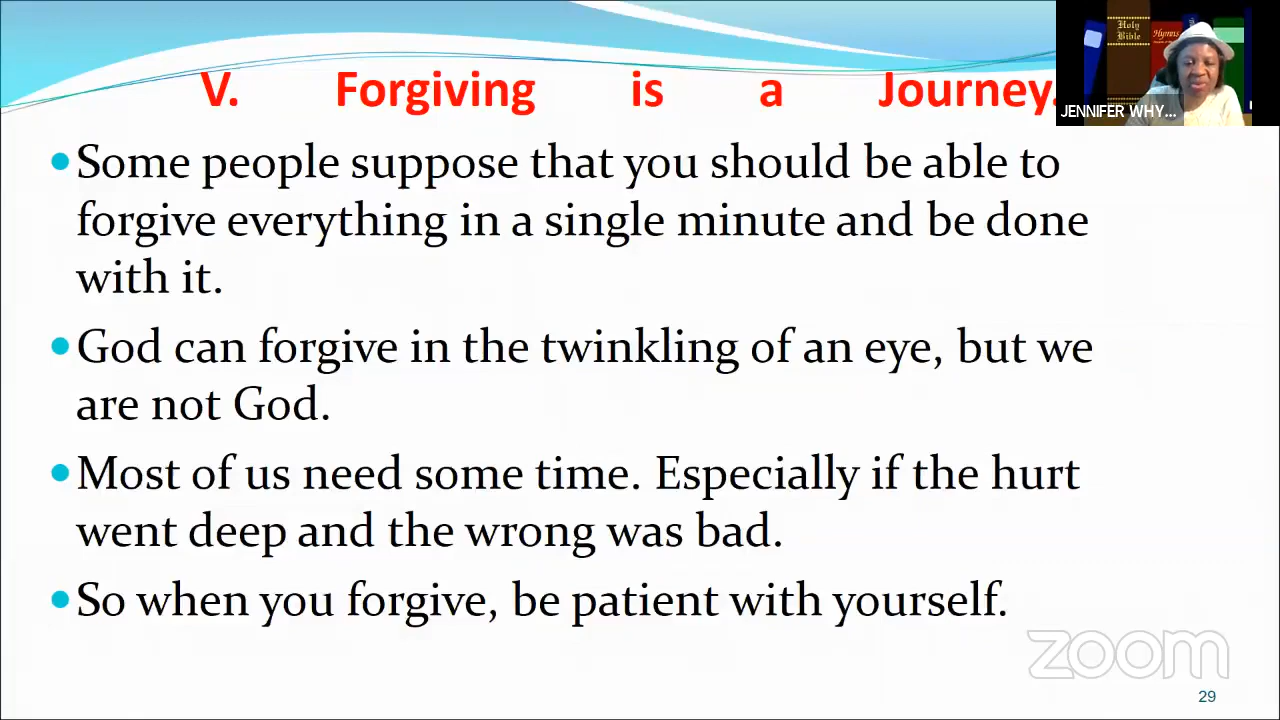 V. Forgiving is a Journey.
Holy
Bible
Hymns
JENNIFER WHY...
•Some people suppose that you should be able to
forgive everything in a single minute and be done
with it.
•God can forgive in the twinkling of an eye, but we
are not God.
•Most of us need some time. Especially if the hurt
went deep and the wrong was bad.
•So when you forgive, be patient with yourself.
zoom
29